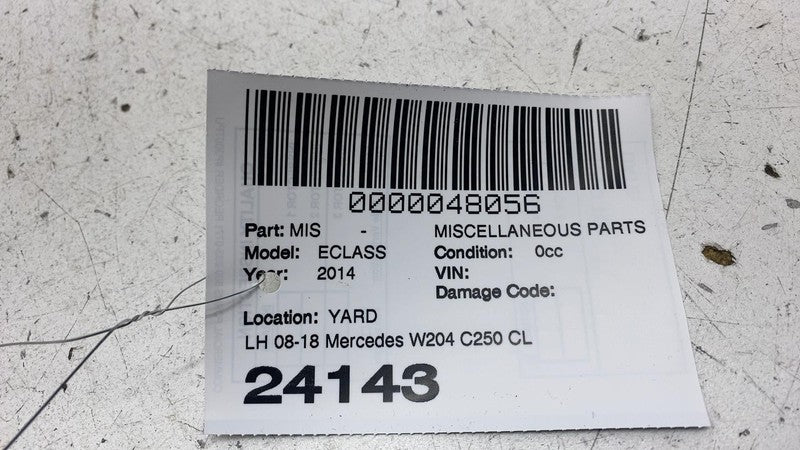 0000048056
Part: MIS - MISCELLANEOUS PARTS
Model: ECLASS Condition: 0cc
Year: 2014 VIN:
Damage Code:
Location: YARD
LH 08-18 Mercedes W204 C250 CL
24143